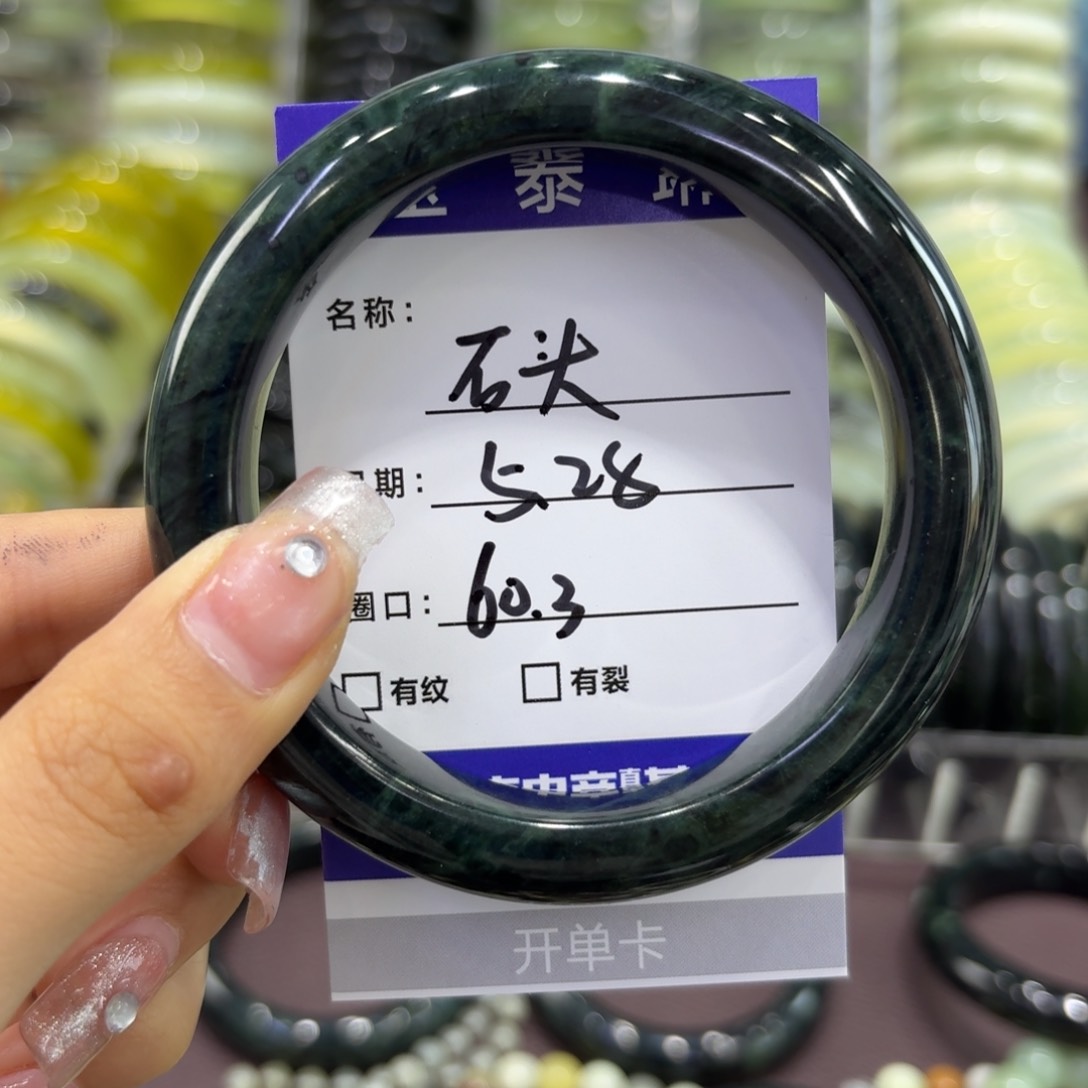 泰
名称：
石头
期： 5.28
圈口： 60.3
有纹 有裂
开单卡